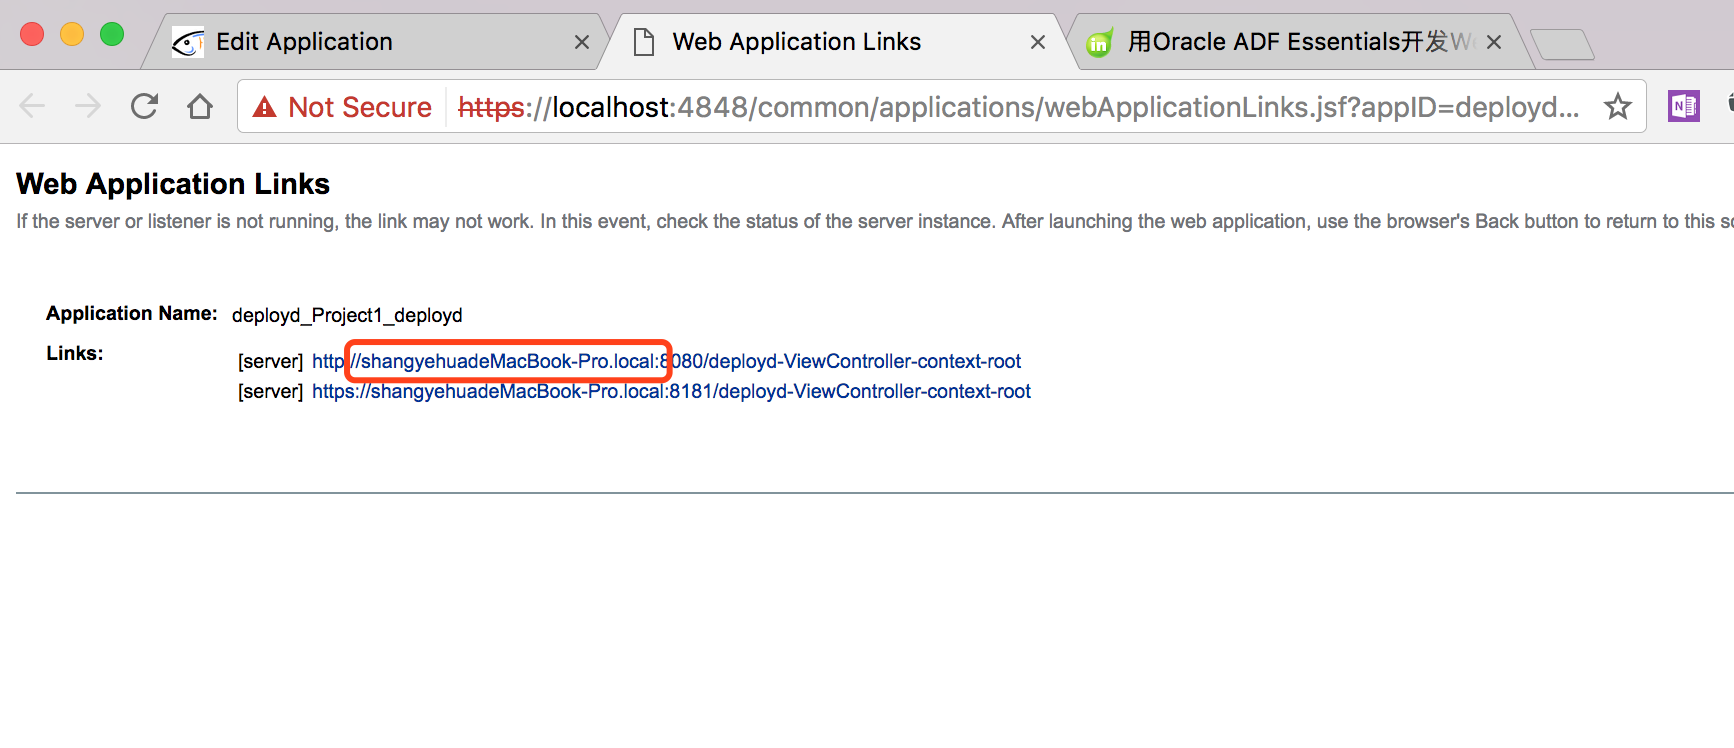 Edit Application
Web Application Links
用Oracle ADF Essentials开发W
Not Secure https://localhost:4848/common/applications/webApplicationLinks.jsf?appID=deployd...
Web Application Links
If the server or listener is not running, the link may not work. In this event, check the status of the server instance. After launching the web application, use the browser's Back button to return to this
Application Name: deployd_Project1_deployd
Links:
[server] http://shangyehuadeMacBook-Pro.local:8080/deployd-ViewController-context-root
[server] https://shangyehuadeMacBook-Pro.local:8181/deployd-ViewController-context-root